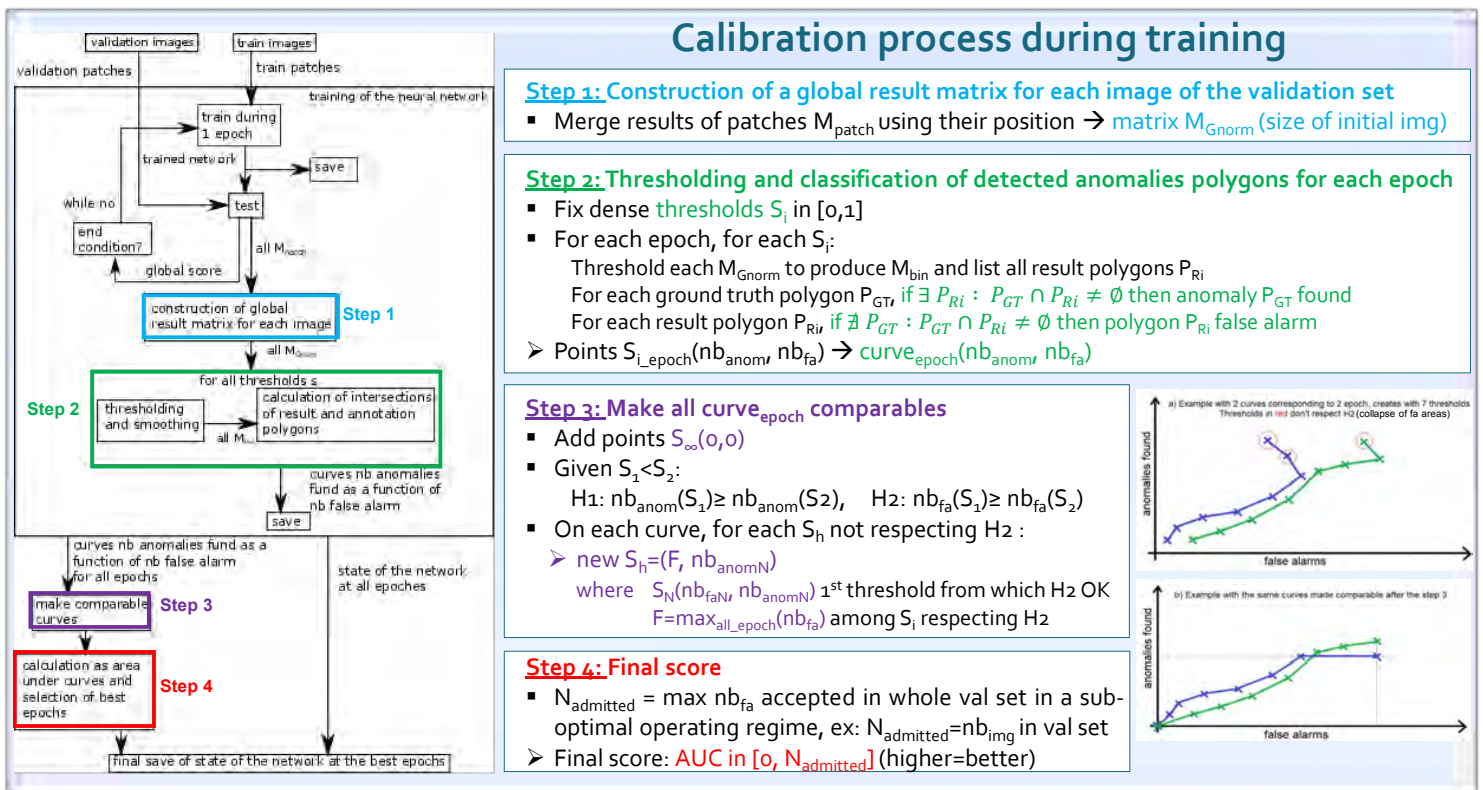 Calibration process during training
validation images
train images
validation patches
train patches
training of the neural network
train during
1 epoch
trained network
save
while no
test
end
condition?
all M
global score
construction of global
result matrix for each image
Step 1
all M
for all thresholds s
Step 2
thresholding
and smoothing
all M
calculation of intersections
of result and annotation
polygons
curves nb anomalies
fund as a function of
nb false alarm
save
curves nb anomalies fund as a
function of nb false alarm
for all epochs
state of the network
at all epoches
make comparable
curves
Step 3
calculation as area
under curves and
selection of best
epochs
Step 4
final save of state of the network at the best epochs
Step 1: Construction of a global result matrix for each image of the validation set
▪ Merge results of patches M_patch using their position → matrix M_Gnorm (size of initial img)
Step 2: Thresholding and classification of detected anomalies polygons for each epoch
▪ Fix dense thresholds S_i in [0,1]
▪ For each epoch, for each S_i:
Threshold each M_Gnorm to produce M_bin and list all result polygons P_Ri
For each ground truth polygon P_GT, if ∃ P_Ri : P_GT ∩ P_Ri ≠ ∅ then anomaly P_GT found
For each result polygon P_Ri, if ∄ P_GT : P_GT ∩ P_Ri ≠ ∅ then polygon P_Ri false alarm
➢ Points S_i_epoch(nb_anom, nb_fa) → curve_epoch(nb_anom, nb_fa)
Step 3: Make all curve_epoch comparables
▪ Add points S_∞(0,0)
▪ Given S_1<S_2:
H1: nb_anom(S_1)≥ nb_anom(S2), H2: nb_fa(S_1)≥ nb_fa(S_2)
▪ On each curve, for each S_h not respecting H2 :
➢ new S_h=(F, nb_anomN)
where S_N(nb_faN, nb_anomN) 1st threshold from which H2 OK
F=max_all_epoch(nb_fa) among S_i respecting H2
Step 4: Final score
▪ N_admitted = max nb_fa accepted in whole val set in a sub-
optimal operating regime, ex: N_admitted=nb_img in val set
➢ Final score: AUC in [0, N_admitted] (higher=better)
a) Example with 2 curves corresponding to 2 epoch, creates with 7 thresholds
Thresholds in red don't respect H2 (collapse of fa areas)
anomalies found
false alarms
b) Example with the same curves made comparable after the step 3
anomalies found
false alarms